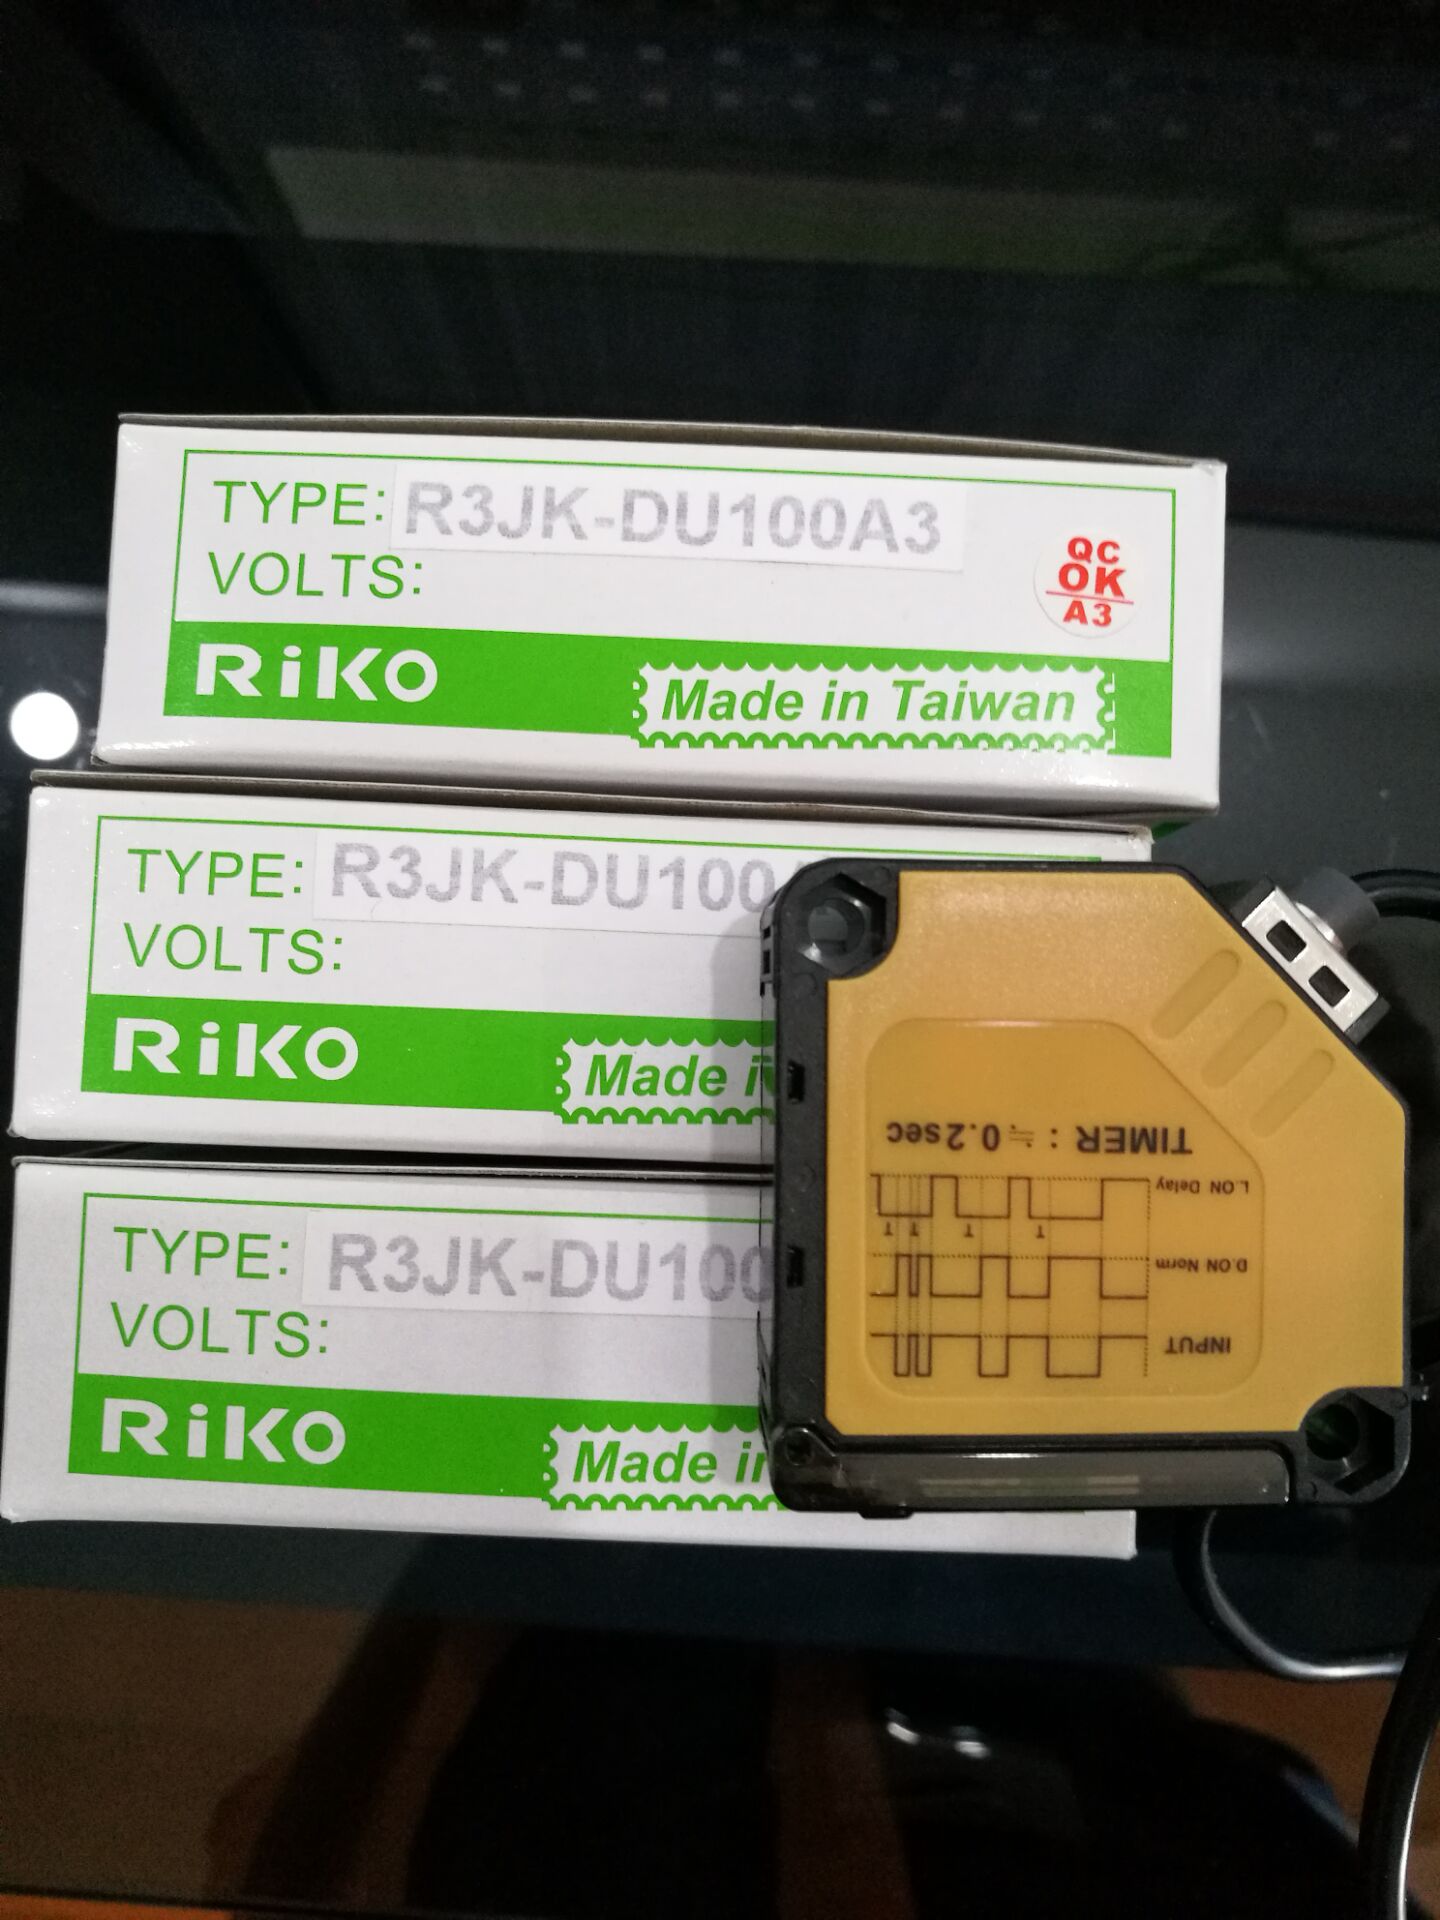 TYPE: R3JK-DU100A3
VOLTS:
QC
OK
A3
RiKO
Made in Taiwan
TYPE: R3JK-DU100
VOLTS:
RiKO
Made i
TYPE: R3JK-DU100
VOLTS:
RiKO
Made in
INPUT
D.ON Norm
T T T T
L.ON Delay
TIMER : ≒ 0.2sec